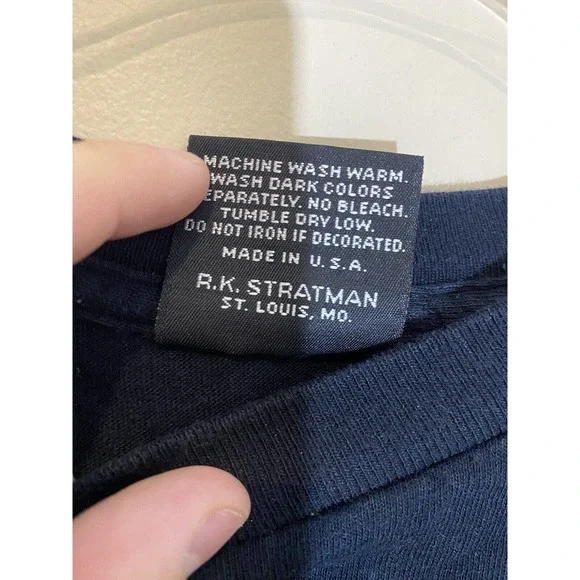 MACHINE WASH WARM.
WASH DARK COLORS
EPARATELY. NO BLEACH.
TUMBLE DRY LOW.
DO NOT IRON IF DECORATED.
MADE IN U.S.A.
R.K. STRATMAN
ST. LOUIS, MO.